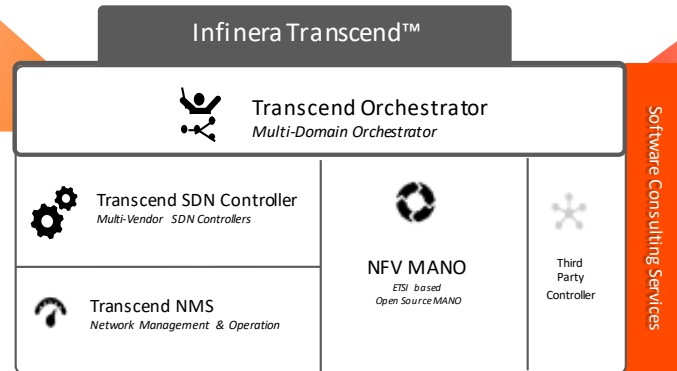 Infinera Transcend™
Transcend Orchestrator
Multi-Domain Orchestrator
Transcend SDN Controller
Multi-Vendor SDN Controllers
Transcend NMS
Network Management & Operation
NFV MANO
ETSI based
Open Source MANO
Third
Party
Controller
Software Consulting Services